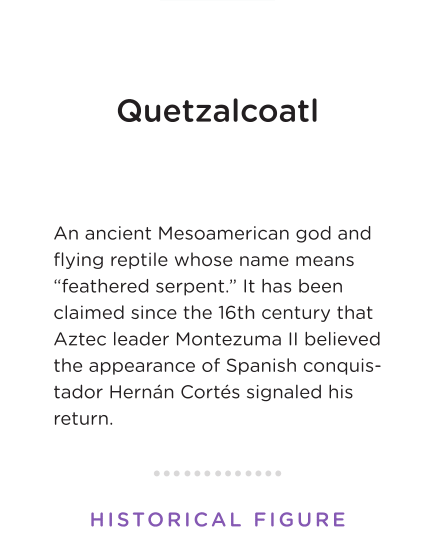 Quetzalcoatl
An ancient Mesoamerican god and
flying reptile whose name means
“feathered serpent.” It has been
claimed since the 16th century that
Aztec leader Montezuma II believed
the appearance of Spanish conquis-
tador Hernán Cortés signaled his
return.
HISTORICAL FIGURE